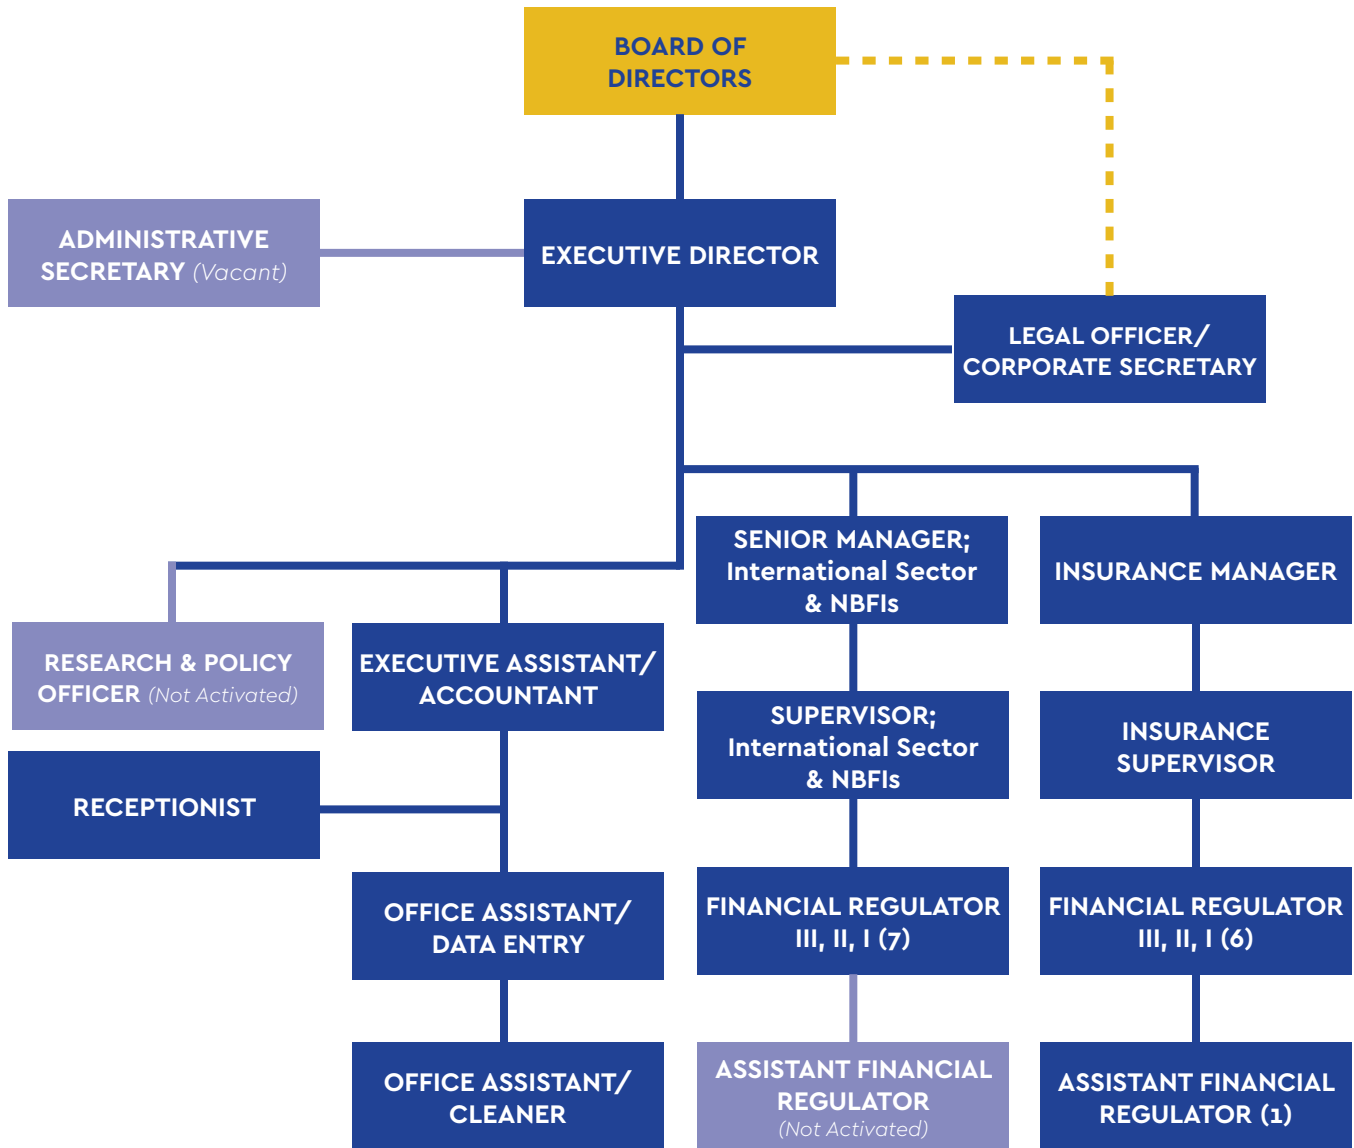 BOARD OF
DIRECTORS
ADMINISTRATIVE
SECRETARY (Vacant)
EXECUTIVE DIRECTOR
LEGAL OFFICER/
CORPORATE SECRETARY
SENIOR MANAGER;
International Sector
& NBFIs
INSURANCE MANAGER
RESEARCH & POLICY
OFFICER (Not Activated)
EXECUTIVE ASSISTANT/
ACCOUNTANT
SUPERVISOR;
International Sector
& NBFIs
INSURANCE
SUPERVISOR
RECEPTIONIST
OFFICE ASSISTANT/
DATA ENTRY
FINANCIAL REGULATOR
III, II, I (7)
FINANCIAL REGULATOR
III, II, I (6)
OFFICE ASSISTANT/
CLEANER
ASSISTANT FINANCIAL
REGULATOR
(Not Activated)
ASSISTANT FINANCIAL
REGULATOR (1)